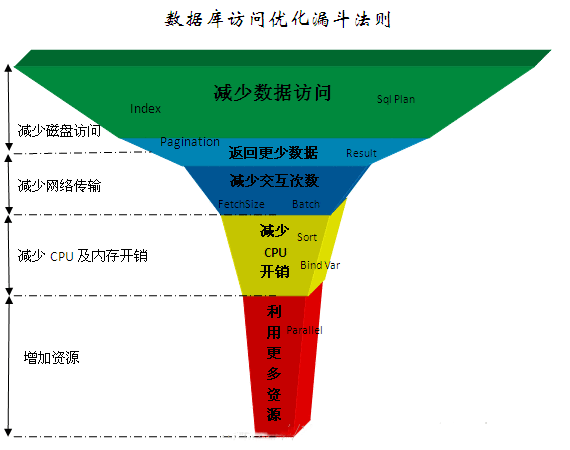 数据库访问优化漏斗法则
减少数据访问
Sql Plan
Index
减少磁盘访问
Pagination
返回更少数据
Result
减少网络传输
减少交互次数
FetchSize
Batch
减少
Sort
减少 CPU 及内存开销
CPU
Bind Var
开销
利
用
Parallel
更
多
资
源
增加资源